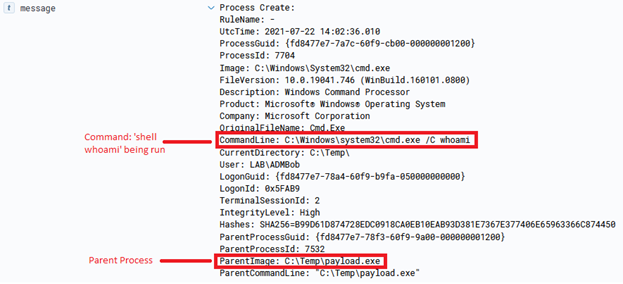 message
Process Create:
RuleName: -
UtcTime: 2021-07-22 14:02:36.010
ProcessGuid: {fd8477e7-7a7c-60f9-cb00-000000001200}
ProcessId: 7704
Image: C:\Windows\System32\cmd.exe
FileVersion: 10.0.19041.746 (WinBuild.160101.0800)
Description: Windows Command Processor
Product: Microsoft® Windows® Operating System
Company: Microsoft Corporation
OriginalFileName: Cmd.Exe
Command: 'shell
whoami' being run
CommandLine: C:\Windows\system32\cmd.exe /C whoami
CurrentDirectory: C:\Temp\
User: LAB\ADMBob
LogonGuid: {fd8477e7-78a4-60f9-b9fa-050000000000}
LogonId: 0x5FAB9
TerminalSessionId: 2
IntegrityLevel: High
Hashes: SHA256=B99D61D874728EDC0918CA0EB10EAB93D381E7367E377406E65963366C874450
ParentProcessGuid: {fd8477e7-78f3-60f9-9a00-000000001200}
ParentProcessId: 7532
Parent Process
ParentImage: C:\Temp\payload.exe
ParentCommandLine: "C:\Temp\payload.exe"